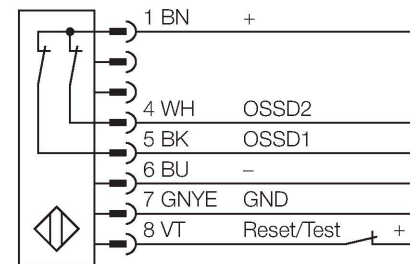 1 BN +
4 WH OSSD2
5 BK OSSD1
6 BU –
7 GNYE GND
8 VT Reset/Test +